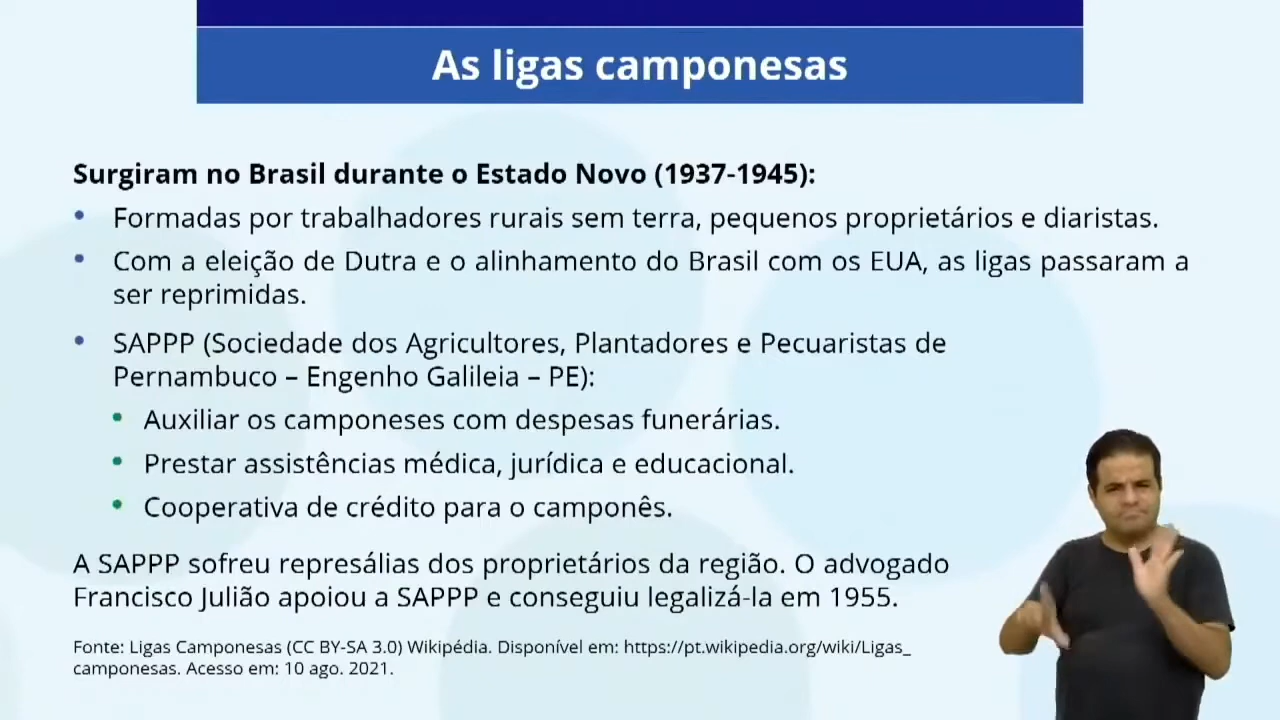 As ligas camponesas
Surgiram no Brasil durante o Estado Novo (1937-1945):
• Formadas por trabalhadores rurais sem terra, pequenos proprietários e diaristas.
• Com a eleição de Dutra e o alinhamento do Brasil com os EUA, as ligas passaram a
ser reprimidas.
• SAPPP (Sociedade dos Agricultores, Plantadores e Pecuaristas de
Pernambuco – Engenho Galileia – PE):
• Auxiliar os camponeses com despesas funerárias.
• Prestar assistências médica, jurídica e educacional.
• Cooperativa de crédito para o camponês.
A SAPPP sofreu represálias dos proprietários da região. O advogado
Francisco Julião apoiou a SAPPP e conseguiu legalizá-la em 1955.
Fonte: Ligas Camponesas (CC BY-SA 3.0) Wikipédia. Disponível em: https://pt.wikipedia.org/wiki/Ligas_
camponesas. Acesso em: 10 ago. 2021.